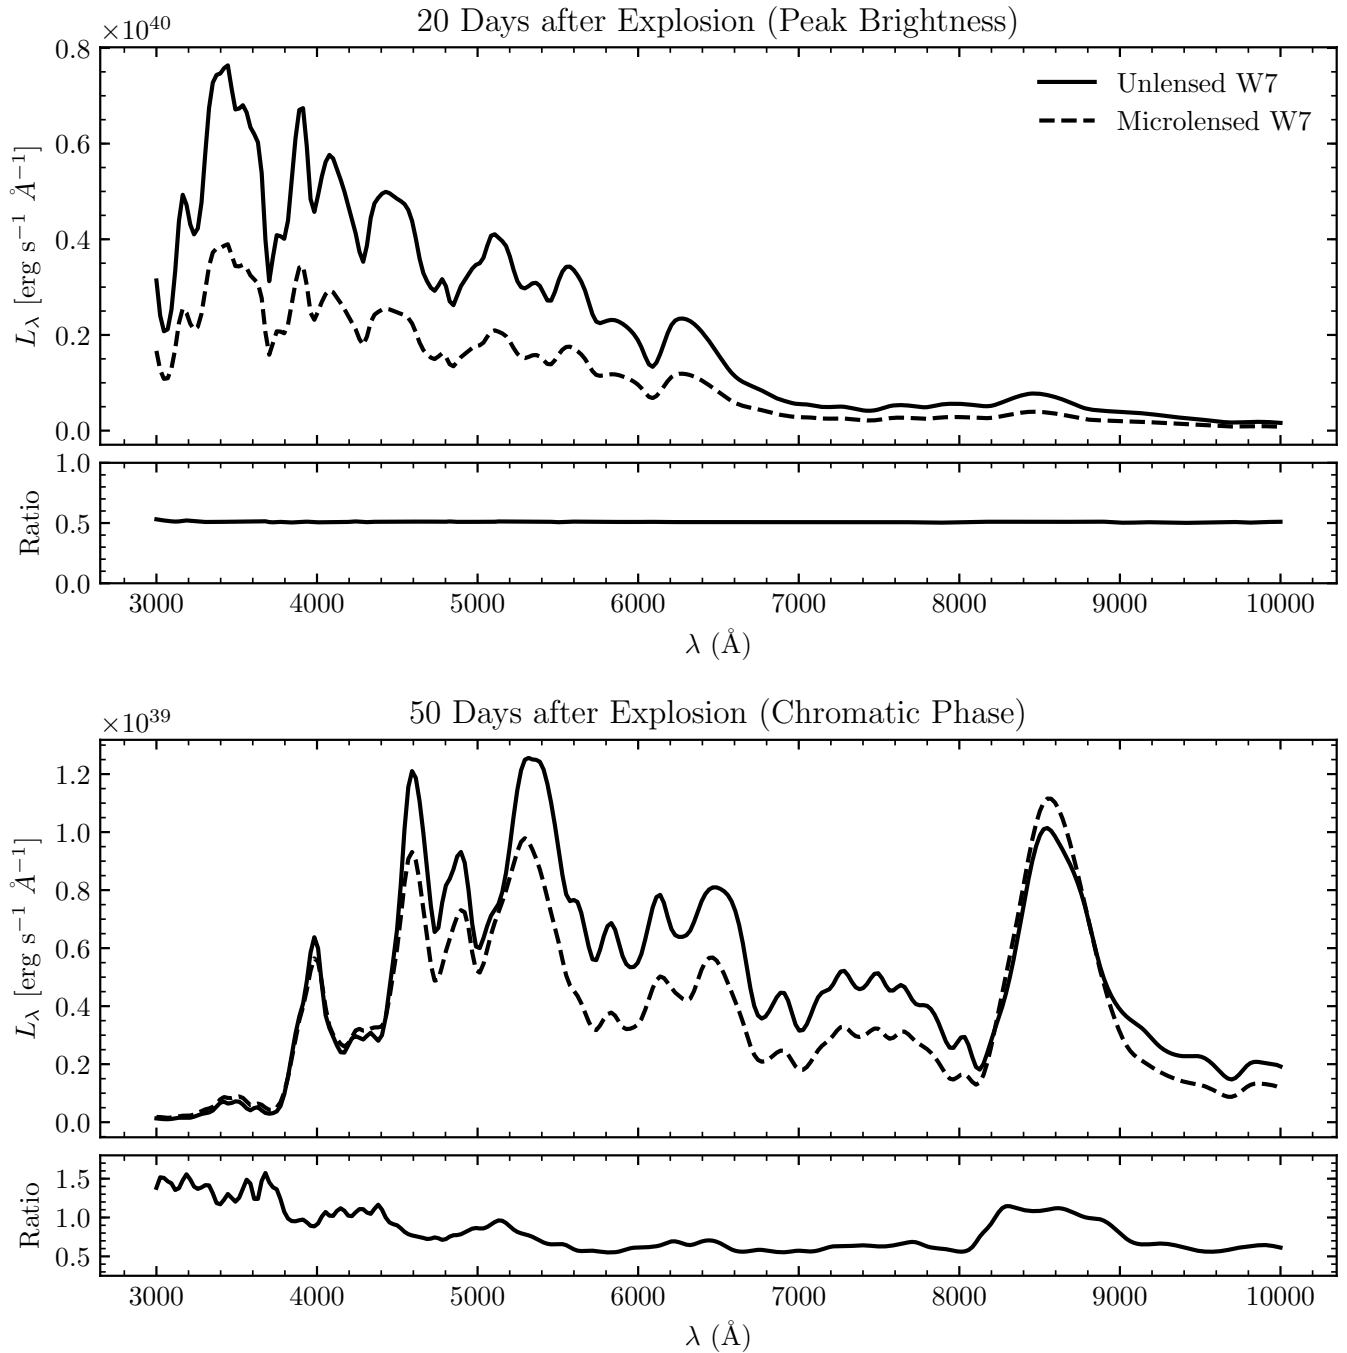 20 Days after Explosion (Peak Brightness)
×10⁴⁰
Unlensed W7
Microlensed W7
L_λ [erg s⁻¹ Å⁻¹]
0.8
0.6
0.4
0.2
0.0
Ratio
1.0
0.5
0.0
3000 4000 5000 6000 7000 8000 9000 10000
λ (Å)
50 Days after Explosion (Chromatic Phase)
×10³⁹
L_λ [erg s⁻¹ Å⁻¹]
1.2
1.0
0.8
0.6
0.4
0.2
0.0
Ratio
1.5
1.0
0.5
3000 4000 5000 6000 7000 8000 9000 10000
λ (Å)